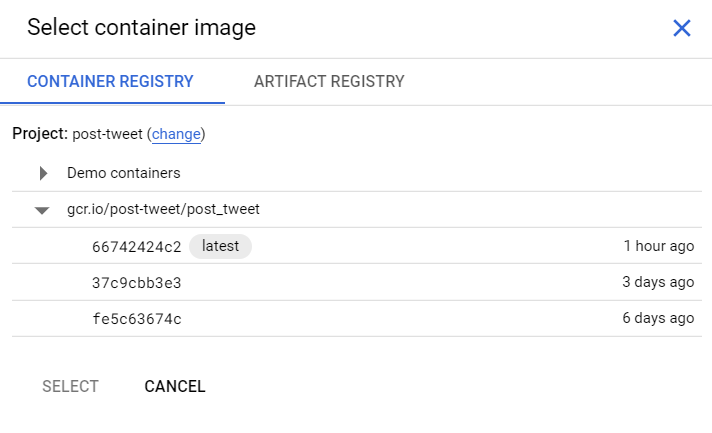 Select container image
CONTAINER REGISTRY ARTIFACT REGISTRY
Project: post-tweet (change)
Demo containers
gcr.io/post-tweet/post_tweet
66742424c2 latest 1 hour ago
37c9cbb3e3 3 days ago
fe5c63674c 6 days ago
SELECT CANCEL